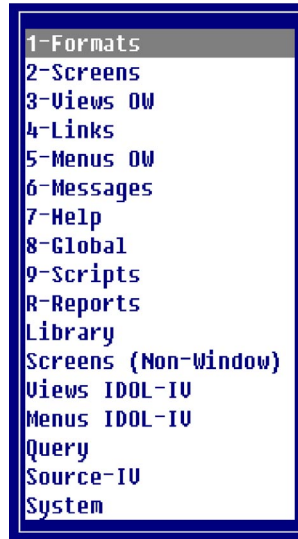 1-Formats
2-Screens
3-Views OW
4-Links
5-Menus OW
6-Messages
7-Help
8-Global
9-Scripts
R-Reports
Library
Screens (Non-Window)
Views IDOL-IV
Menus IDOL-IV
Query
Source-IV
System